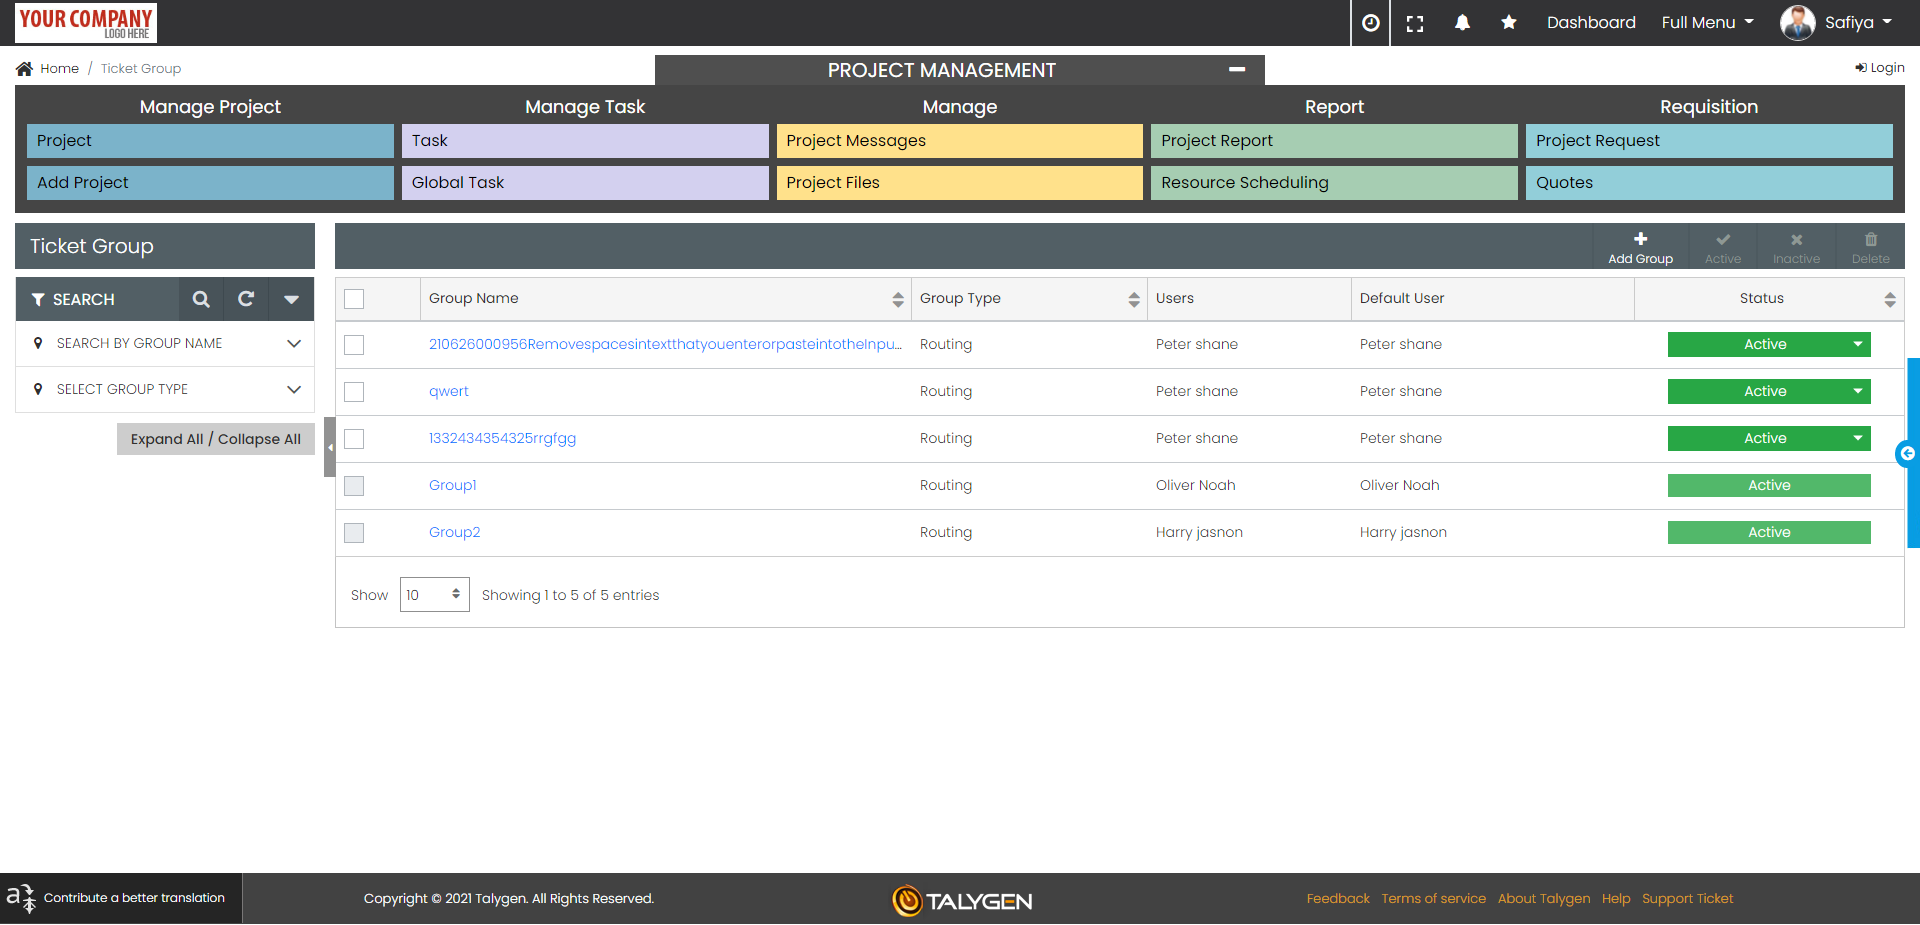 YOUR COMPANY
LOGO HERE
Dashboard
Full Menu
Safiya
Home / Ticket Group
PROJECT MANAGEMENT
Login
Manage Project
Manage Task
Manage
Report
Requisition
Project
Task
Project Messages
Project Report
Project Request
Add Project
Global Task
Project Files
Resource Scheduling
Quotes
Ticket Group
Add Group
Active
Inactive
Delete
SEARCH
SEARCH BY GROUP NAME
SELECT GROUP TYPE
Expand All / Collapse All
Group Name
Group Type
Users
Default User
Status
210626000956RemovespacesintextthatyouenterorpasteintotheInpu...
Routing
Peter shane
Peter shane
Active
qwert
Routing
Peter shane
Peter shane
Active
1332434354325rrgfgg
Routing
Peter shane
Peter shane
Active
Group1
Routing
Oliver Noah
Oliver Noah
Active
Group2
Routing
Harry jasnon
Harry jasnon
Active
Show 10 Showing 1 to 5 of 5 entries
Contribute a better translation
Copyright © 2021 Talygen. All Rights Reserved.
TALYGEN
Feedback
Terms of service
About Talygen
Help
Support Ticket